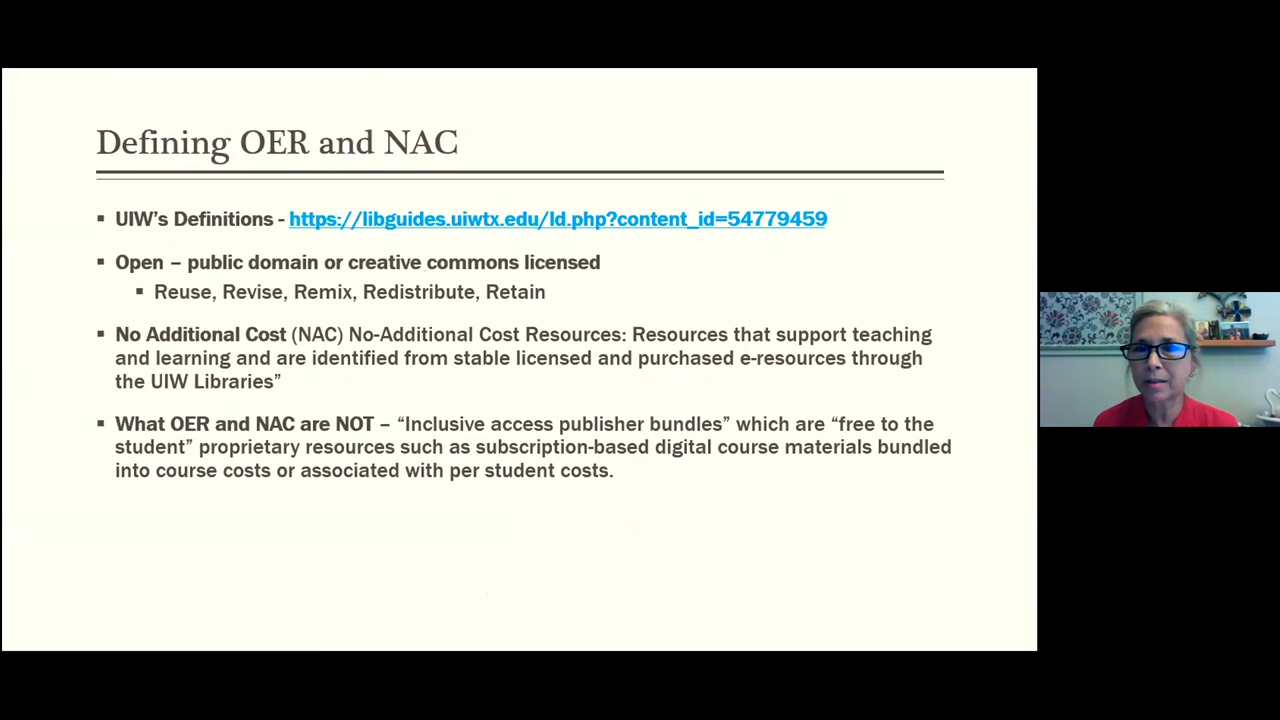 Defining OER and NAC
▪ UIW’s Definitions - https://libguides.uiwtx.edu/ld.php?content_id=54779459
▪ Open – public domain or creative commons licensed
▪ Reuse, Revise, Remix, Redistribute, Retain
▪ No Additional Cost (NAC) No-Additional Cost Resources: Resources that support teaching
and learning and are identified from stable licensed and purchased e-resources through
the UIW Libraries”
▪ What OER and NAC are NOT – “Inclusive access publisher bundles” which are “free to the
student” proprietary resources such as subscription-based digital course materials bundled
into course costs or associated with per student costs.